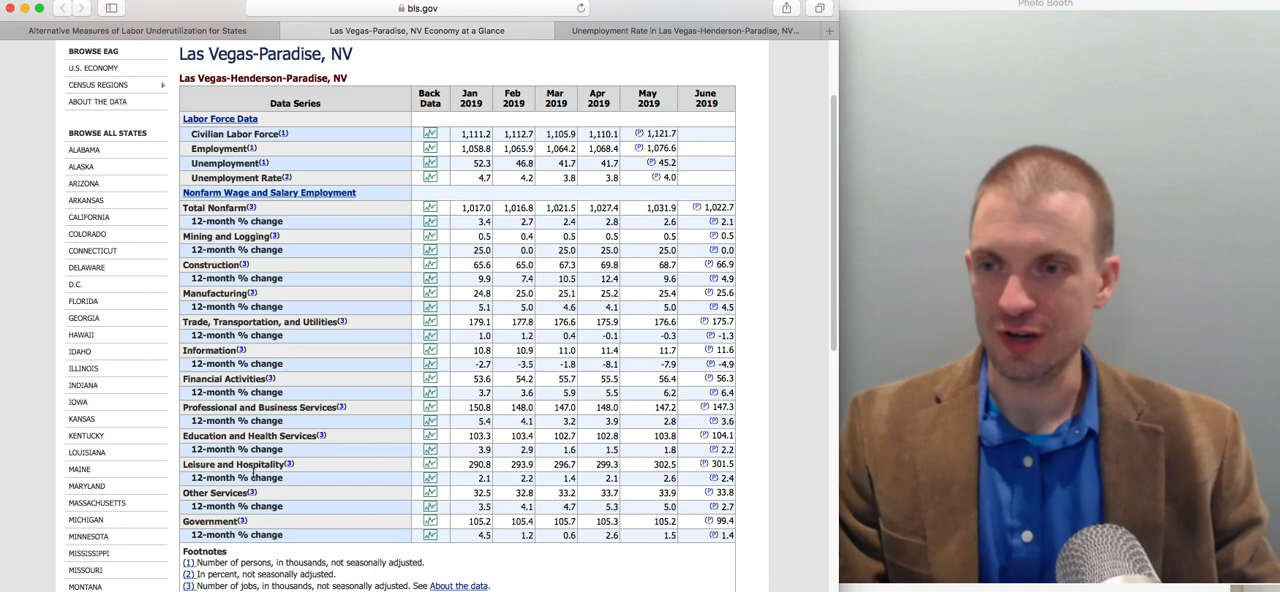 bls.gov
Photo Booth
Alternative Measures of Labor Underutilization for States
Las Vegas-Paradise, NV Economy at a Glance
Unemployment Rate in Las Vegas-Henderson-Paradise, NV...
BROWSE EAG
U.S. ECONOMY
CENSUS REGIONS
ABOUT THE DATA
BROWSE ALL STATES
ALABAMA
ALASKA
ARIZONA
ARKANSAS
CALIFORNIA
COLORADO
CONNECTICUT
DELAWARE
D.C.
FLORIDA
GEORGIA
HAWAII
IDAHO
ILLINOIS
INDIANA
IOWA
KANSAS
KENTUCKY
LOUISIANA
MAINE
MARYLAND
MASSACHUSETTS
MICHIGAN
MINNESOTA
MISSISSIPPI
MISSOURI
MONTANA
Las Vegas-Paradise, NV
Las Vegas-Henderson-Paradise, NV
Data Series Back Data Jan 2019 Feb 2019 Mar 2019 Apr 2019 May 2019 June 2019
Labor Force Data
Civilian Labor Force(1) 1,111.2 1,112.7 1,105.9 1,110.1 (P) 1,121.7
Employment(1) 1,058.8 1,065.9 1,064.2 1,068.4 (P) 1,076.6
Unemployment(1) 52.3 46.8 41.7 41.7 (P) 45.2
Unemployment Rate(2) 4.7 4.2 3.8 3.8 (P) 4.0
Nonfarm Wage and Salary Employment
Total Nonfarm(3) 1,017.0 1,016.8 1,021.5 1,027.4 1,031.9 (P) 1,022.7
12-month % change 3.4 2.7 2.4 2.8 2.6 (P) 2.1
Mining and Logging(3) 0.5 0.4 0.5 0.5 0.5 (P) 0.5
12-month % change 25.0 0.0 25.0 25.0 25.0 (P) 0.0
Construction(3) 65.6 65.0 67.3 69.8 68.7 (P) 66.9
12-month % change 9.9 7.4 10.5 12.4 9.6 (P) 4.9
Manufacturing(3) 24.8 25.0 25.1 25.2 25.4 (P) 25.6
12-month % change 5.1 5.0 4.6 4.1 5.0 (P) 4.5
Trade, Transportation, and Utilities(3) 179.1 177.8 176.6 175.9 176.6 (P) 175.7
12-month % change 1.0 1.2 0.4 -0.1 -0.3 (P) -1.3
Information(3) 10.8 10.9 11.0 11.4 11.7 (P) 11.6
12-month % change -2.7 -3.5 -1.8 -8.1 -7.9 (P) -4.9
Financial Activities(3) 53.6 54.2 55.7 55.5 56.4 (P) 56.3
12-month % change 3.7 3.6 5.9 5.5 6.2 (P) 6.4
Professional and Business Services(3) 150.8 148.0 147.0 148.0 147.2 (P) 147.3
12-month % change 5.4 4.1 3.2 3.9 2.8 (P) 3.6
Education and Health Services(3) 103.3 103.4 102.7 102.8 103.8 (P) 104.1
12-month % change 3.9 2.9 1.6 1.5 1.8 (P) 2.2
Leisure and Hospitality(3) 290.8 293.9 296.7 299.3 302.5 (P) 301.5
12-month % change 2.1 2.2 1.4 2.1 2.6 (P) 2.4
Other Services(3) 32.5 32.8 33.2 33.7 33.9 (P) 33.8
12-month % change 3.5 4.1 4.7 5.3 5.0 (P) 2.7
Government(3) 105.2 105.4 105.7 105.3 105.2 (P) 99.4
12-month % change 4.5 1.2 0.6 2.6 1.5 (P) 1.4
Footnotes
(1) Number of persons, in thousands, not seasonally adjusted.
(2) In percent, not seasonally adjusted.
(3) Number of jobs, in thousands, not seasonally adjusted. See About the data.